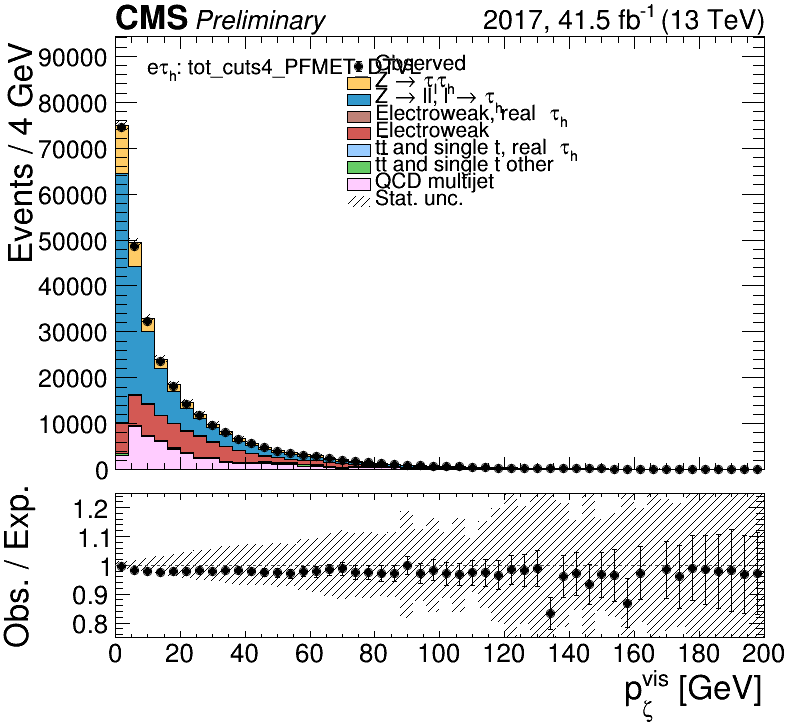 CMS Preliminary 2017, 41.5 fb⁻¹ (13 TeV)
Events / 4 GeV
90000
80000
70000
60000
50000
40000
30000
20000
10000
0
eτh: tot_cuts4_PFMET
Observed
Z → τlτh
Z → ll, l → τh
Electroweak, real τh
Electroweak
tt and single t, real τh
tt and single t other
QCD multijet
Stat. unc.
Obs. / Exp.
1.2
1.1
1
0.9
0.8
0 20 40 60 80 100 120 140 160 180 200
pζvis [GeV]